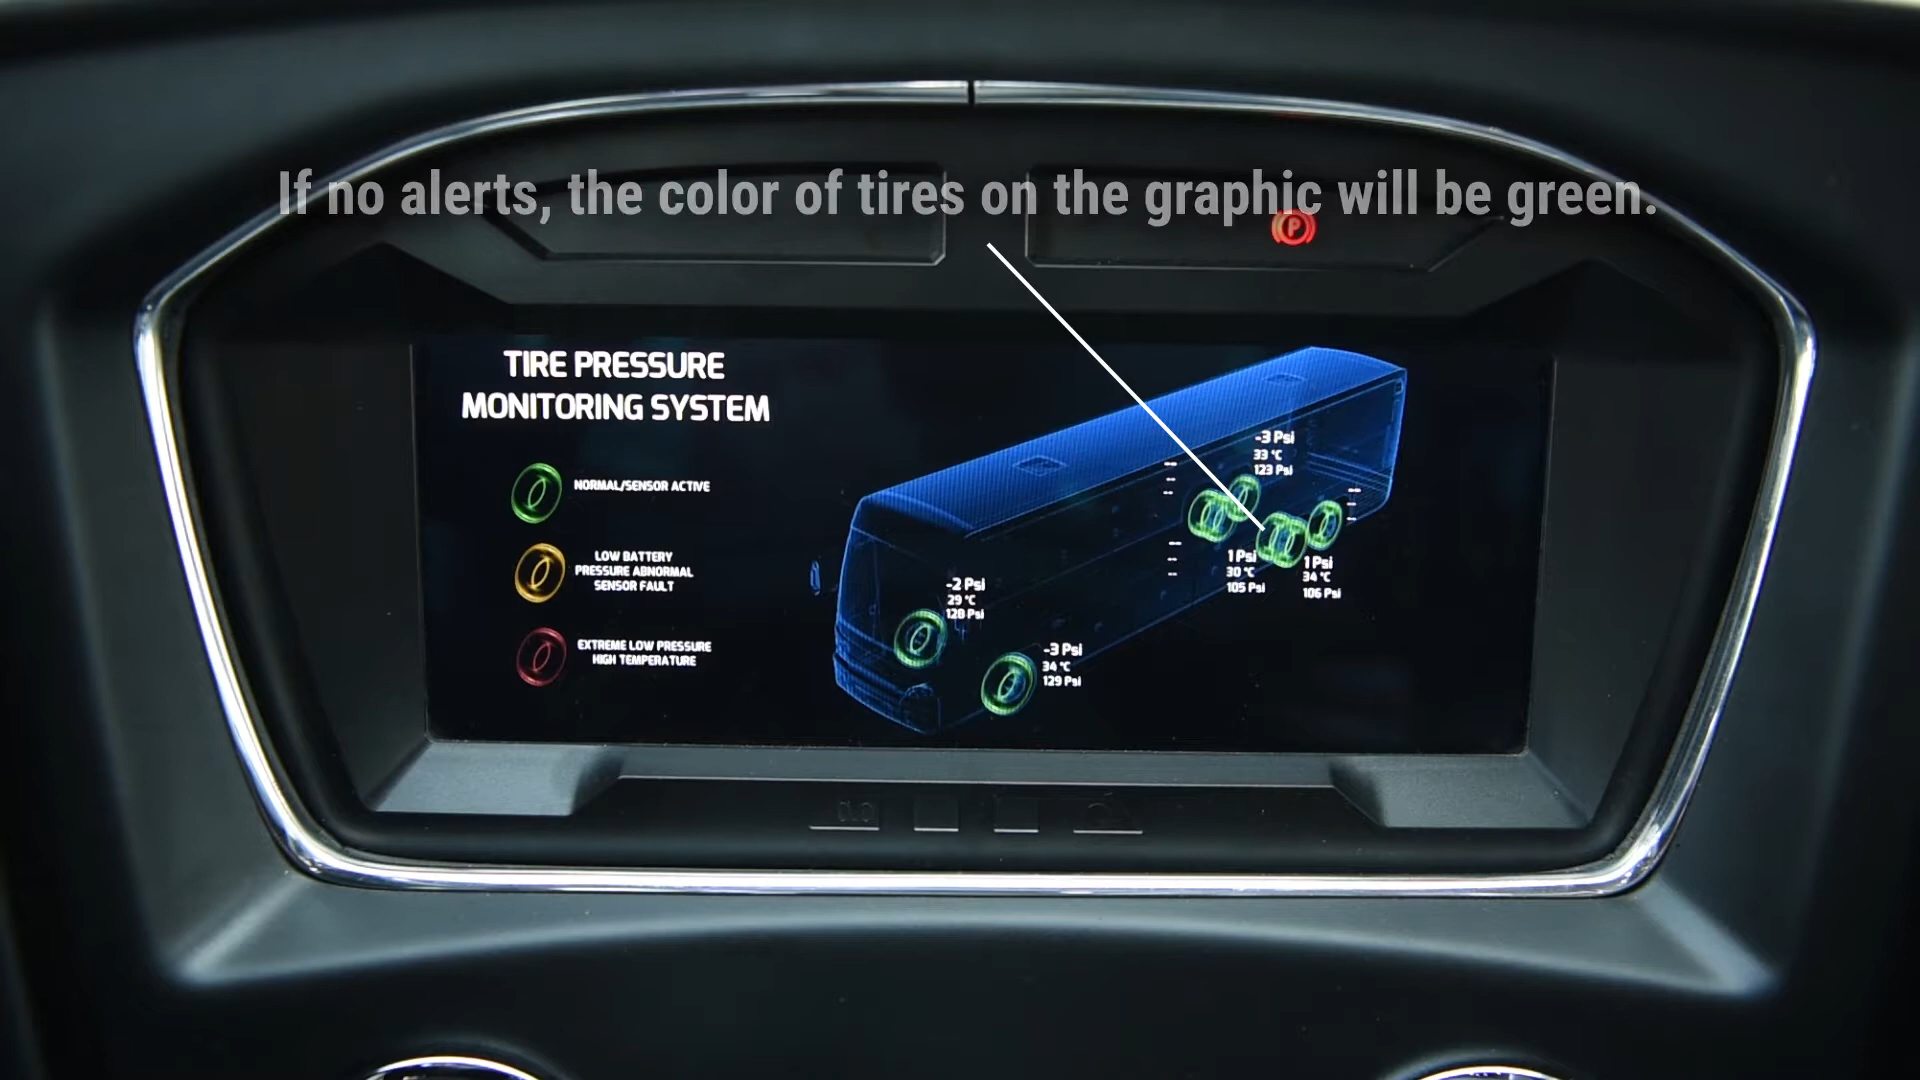 If no alerts, the color of tires on the graphic will be green.
P
TIRE PRESSURE
MONITORING SYSTEM
NORMAL/SENSOR ACTIVE
LOW BATTERY
PRESSURE ABNORMAL
SENSOR FAULT
EXTREME LOW PRESSURE
HIGH TEMPERATURE
-3 Psi
33 °C
123 Psi
--
--
--
--
--
--
--
--
--
1 Psi
30 °C
105 Psi
1 Psi
34 °C
106 Psi
-2 Psi
29 °C
128 Psi
-3 Psi
34 °C
129 Psi